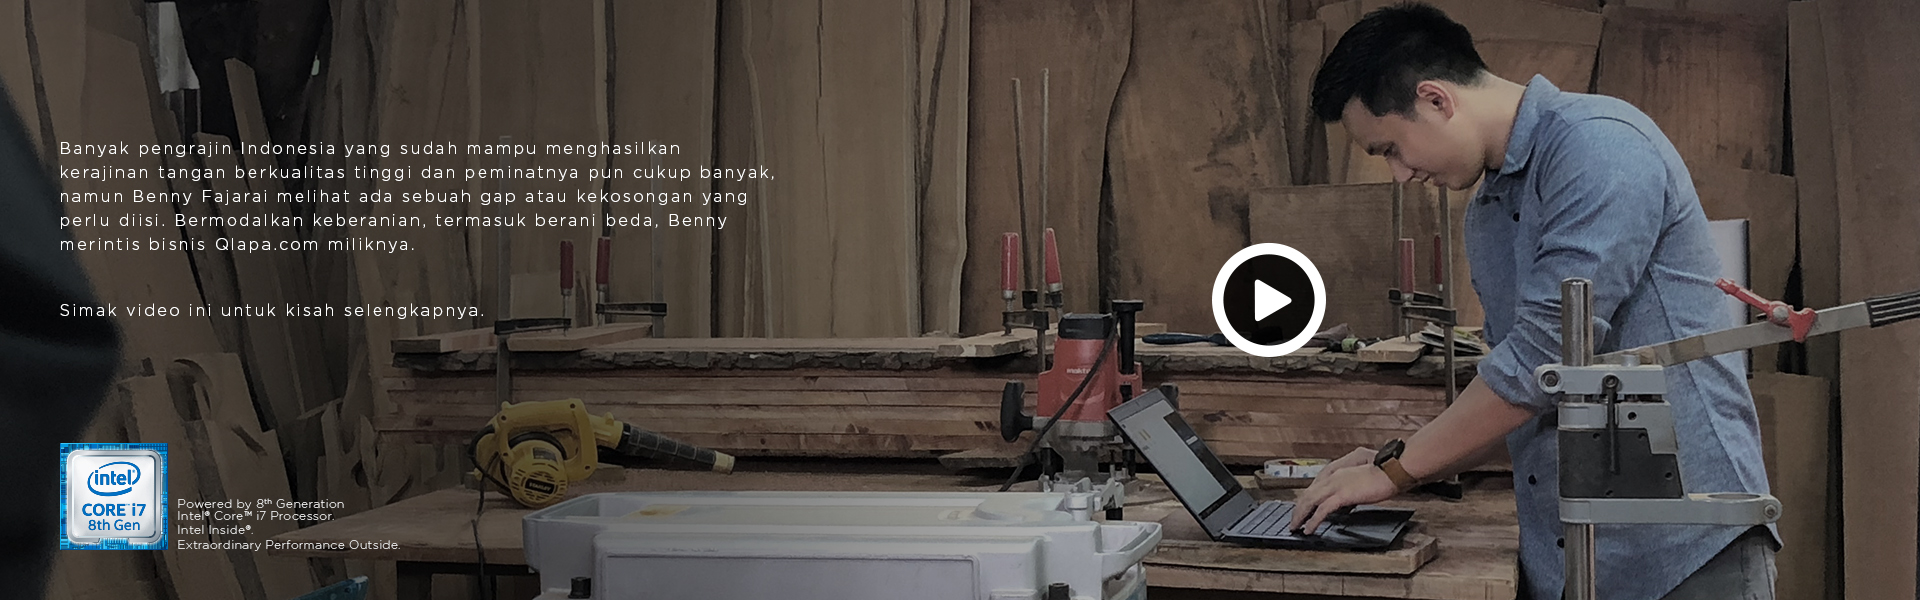 Banyak pengrajin Indonesia yang sudah mampu menghasilkan
kerajinan tangan berkualitas tinggi dan peminatnya pun cukup banyak,
namun Benny Fajarai melihat ada sebuah gap atau kekosongan yang
perlu diisi. Bermodalkan keberanian, termasuk berani beda, Benny
merintis bisnis Qlapa.com miliknya.
Simak video ini untuk kisah selengkapnya.
intel
CORE™ i7
8th Gen
Powered by 8th Generation
Intel® Core™ i7 Processor.
Intel Inside®.
Extraordinary Performance Outside.